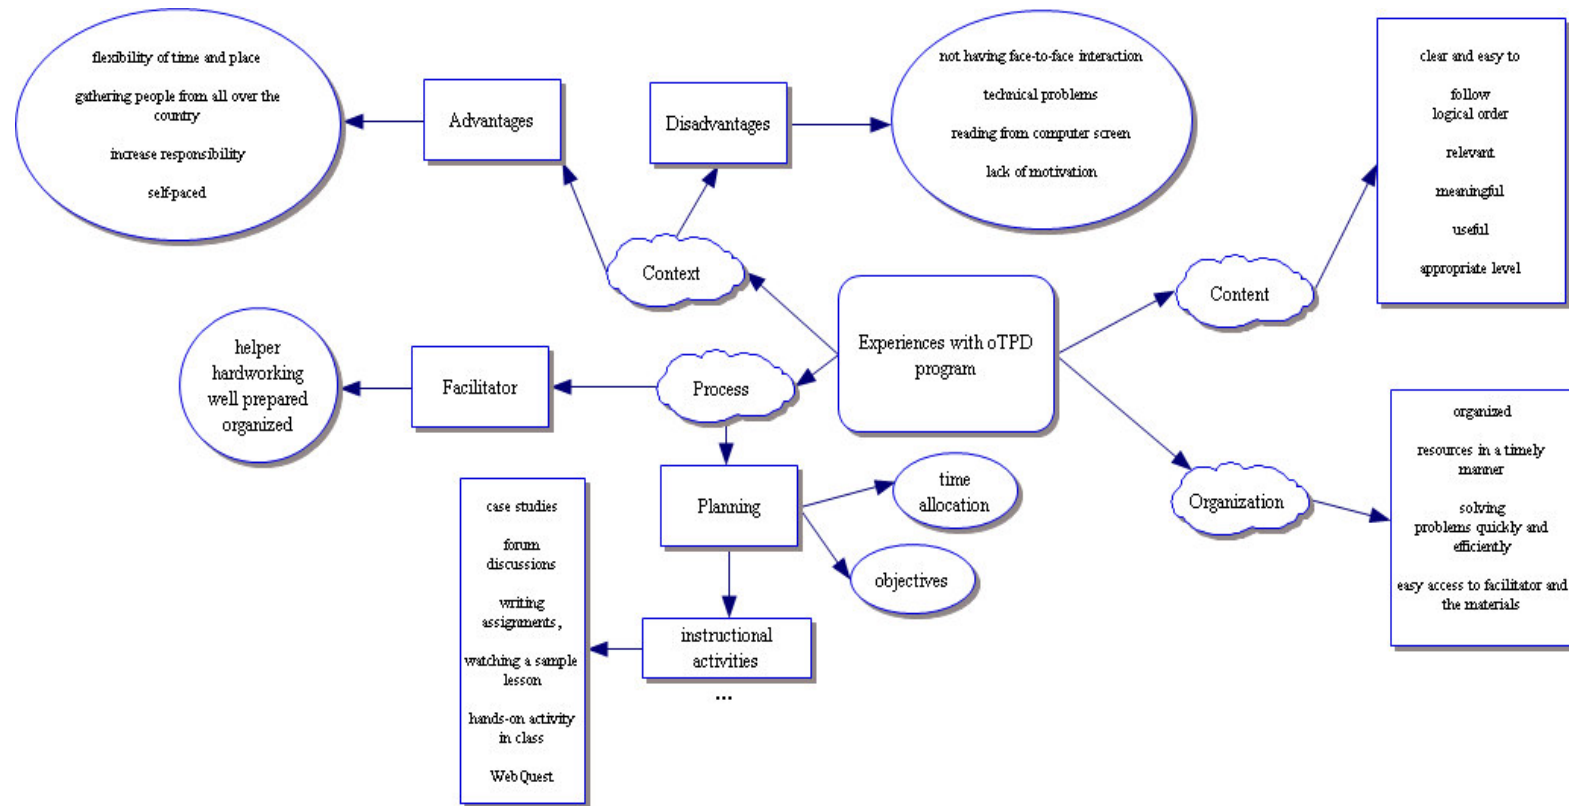 flexibility of time and place
gathering people from all over the
country
increase responsibility
self-paced
Advantages
Disadvantages
not having face-to-face interaction
technical problems
reading from computer screen
lack of motivation
clear and easy to
follow
logical order
relevant
meaningful
useful
appropriate level
Context
Content
Experiences with oTPD
program
helper
hardworking
well prepared
organized
Facilitator
Process
Planning
time
allocation
objectives
Organization
organized
resources in a timely
manner
solving
problems quickly and
efficiently
easy access to facilitator and
the materials
case studies
forum
discussions
writing
assignments,
watching a sample
lesson
hands-on activity
in class
WebQuest
instructional
activities
...